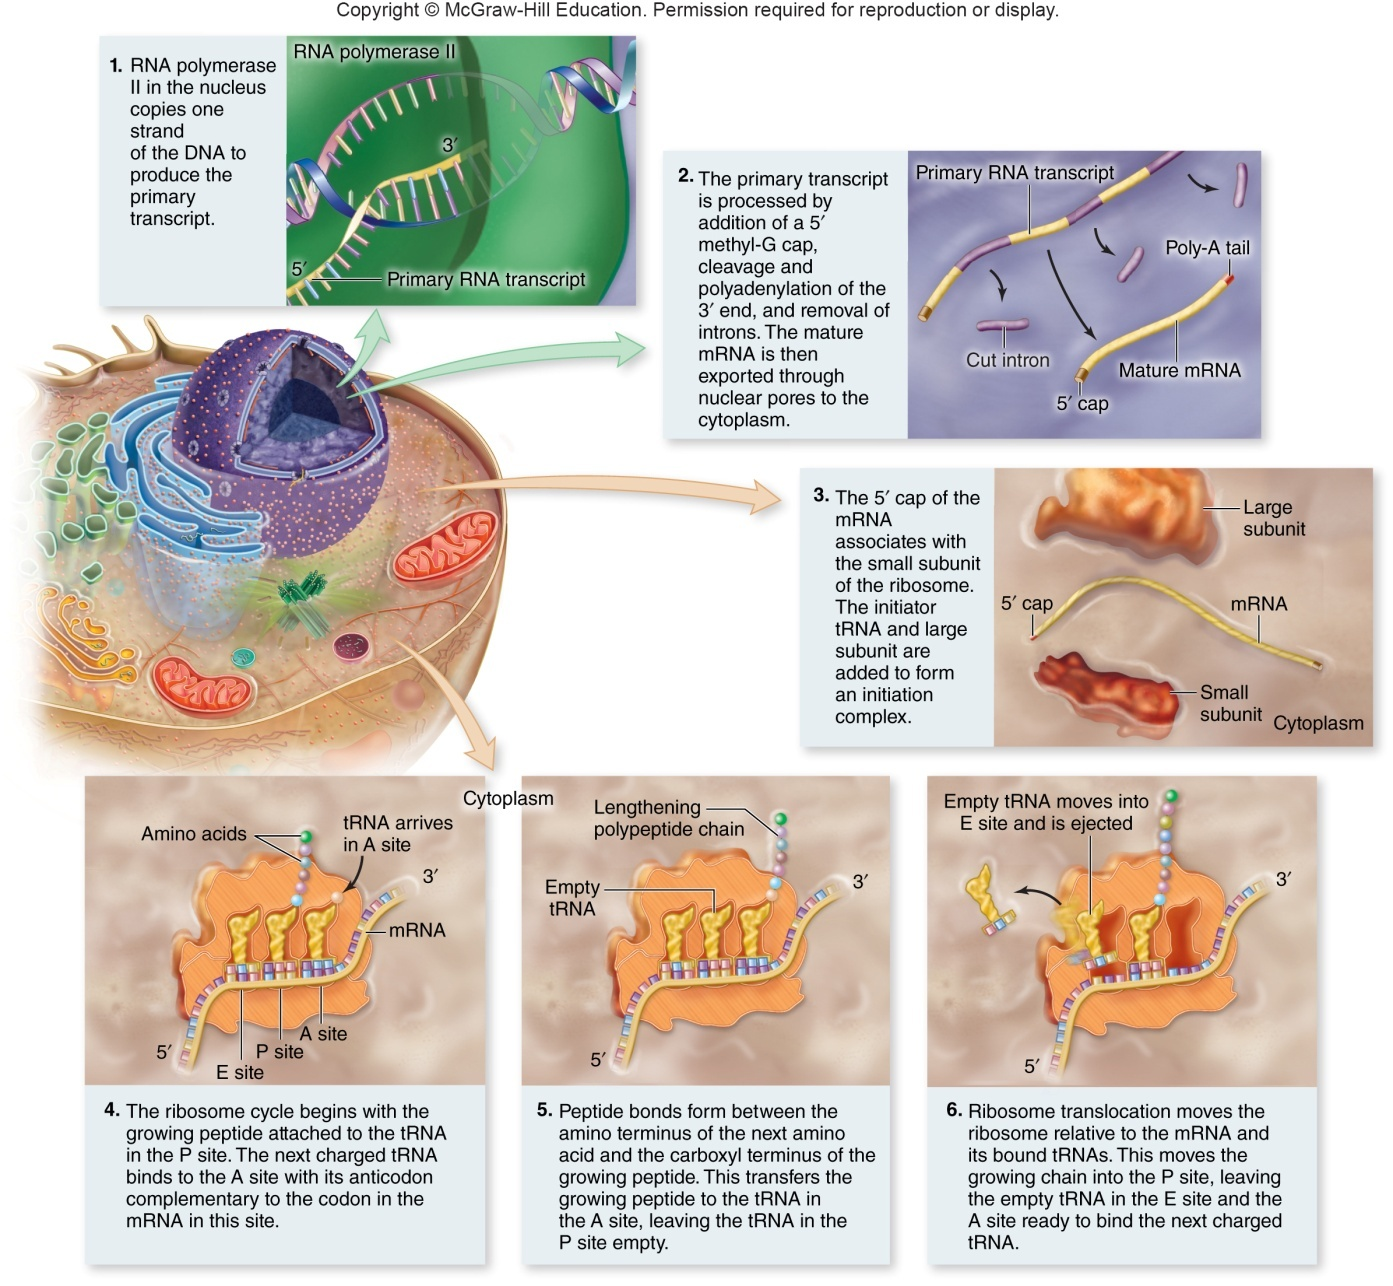 Copyright © McGraw-Hill Education. Permission required for reproduction or display.
1. RNA polymerase
II in the nucleus
copies one
strand
of the DNA to
produce the
primary
transcript.
RNA polymerase II
3′
5′
Primary RNA transcript
2. The primary transcript
is processed by
addition of a 5′
methyl-G cap,
cleavage and
polyadenylation of the
3′ end, and removal of
introns. The mature
mRNA is then
exported through
nuclear pores to the
cytoplasm.
Primary RNA transcript
Poly-A tail
Cut intron
Mature mRNA
5′ cap
3. The 5′ cap of the
mRNA
associates with
the small subunit
of the ribosome.
The initiator
tRNA and large
subunit are
added to form
an initiation
complex.
Large
subunit
5′ cap
mRNA
Small
subunit
Cytoplasm
Cytoplasm
Amino acids
tRNA arrives
in A site
3′
mRNA
A site
P site
E site
5′
4. The ribosome cycle begins with the
growing peptide attached to the tRNA
in the P site. The next charged tRNA
binds to the A site with its anticodon
complementary to the codon in the
mRNA in this site.
Lengthening
polypeptide chain
Empty
tRNA
3′
5′
5. Peptide bonds form between the
amino terminus of the next amino
acid and the carboxyl terminus of the
growing peptide. This transfers the
growing peptide to the tRNA in
the A site, leaving the tRNA in the
P site empty.
Empty tRNA moves into
E site and is ejected
3′
5′
6. Ribosome translocation moves the
ribosome relative to the mRNA and
its bound tRNAs. This moves the
growing chain into the P site, leaving
the empty tRNA in the E site and the
A site ready to bind the next charged
tRNA.